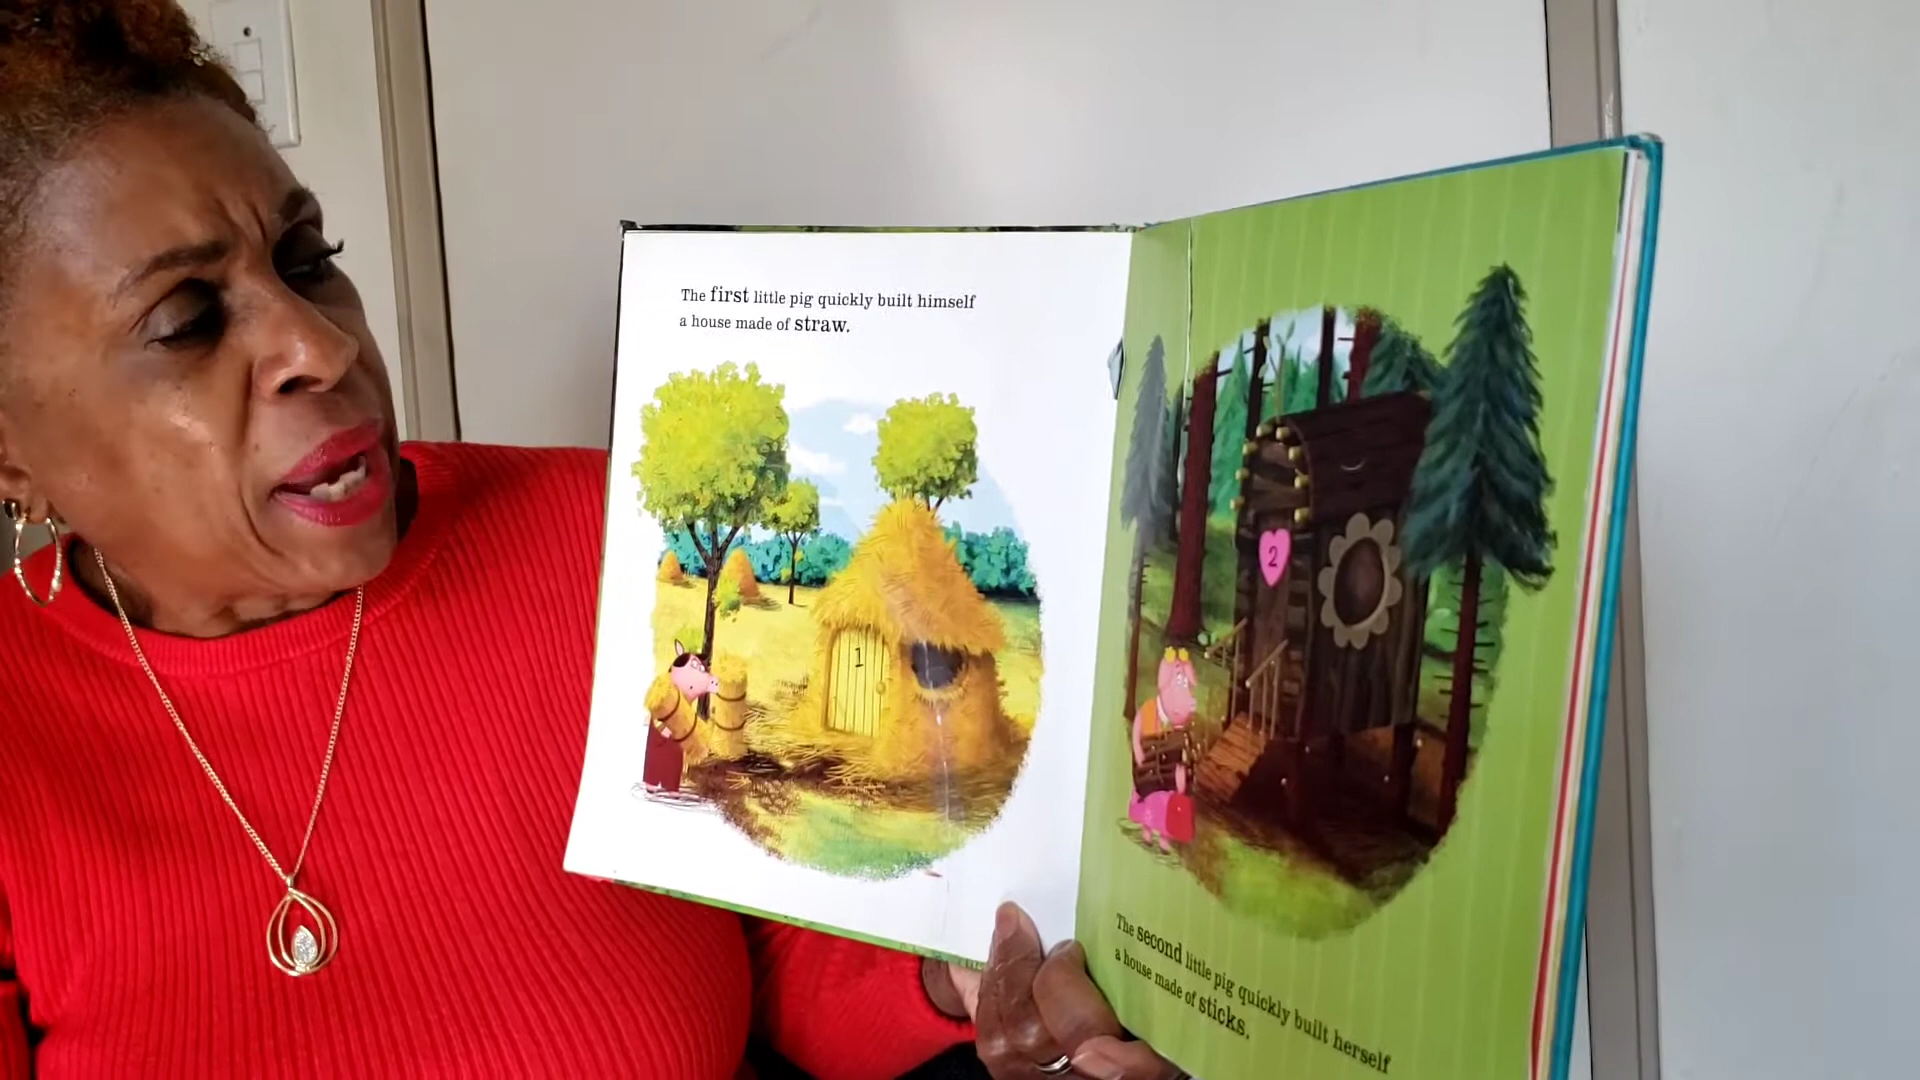 The first little pig quickly built himself
a house made of straw.
1
2
The second little pig quickly built herself
a house made of sticks.